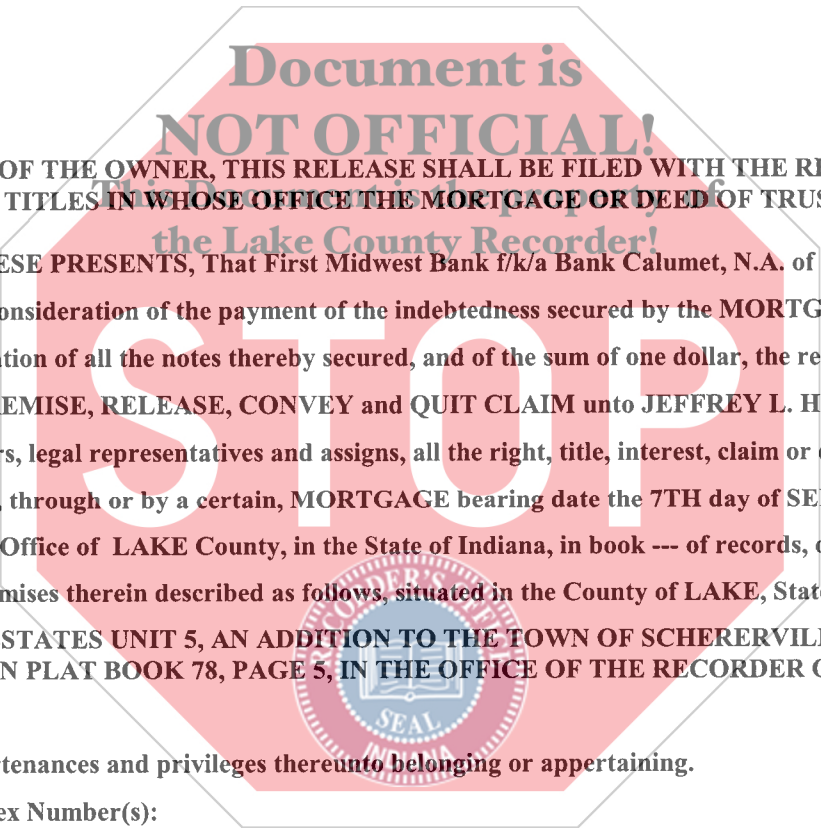 Document is
NOT OFFICIAL!
OF THE OWNER, THIS RELEASE SHALL BE FILED WITH THE
This Document is the property of
TITLES IN WHOSE OFFICE THE MORTGAGE OR DEED OF
the Lake County Recorder!
PRESENTS, That First Midwest Bank f/k/a Bank Calumet, N.A. of
onsideration of the payment of the indebtedness secured by the MORTG
STOP
tion of all the notes thereby secured, and of the sum of one dollar, the re
EMISE, RELEASE, CONVEY and QUIT CLAIM unto JEFFREY L. H
rs, legal representatives and assigns, all the right, title, interest, claim or
, through or by a certain, MORTGAGE bearing date the 7TH day of SE
Office of LAKE County, in the State of Indiana, in book --- of records,
mises therein described as follows, situated in the County of LAKE, Stat
RECORDER'S OFFICE
STATES UNIT 5, AN ADDITION TO THE TOWN OF SCHERERVIL
N PLAT BOOK 78, PAGE 5, IN THE OFFICE OF THE RECORDER
SEAL
INDIANA
tenances and privileges thereunto belonging or appertaining.
ex Number(s):